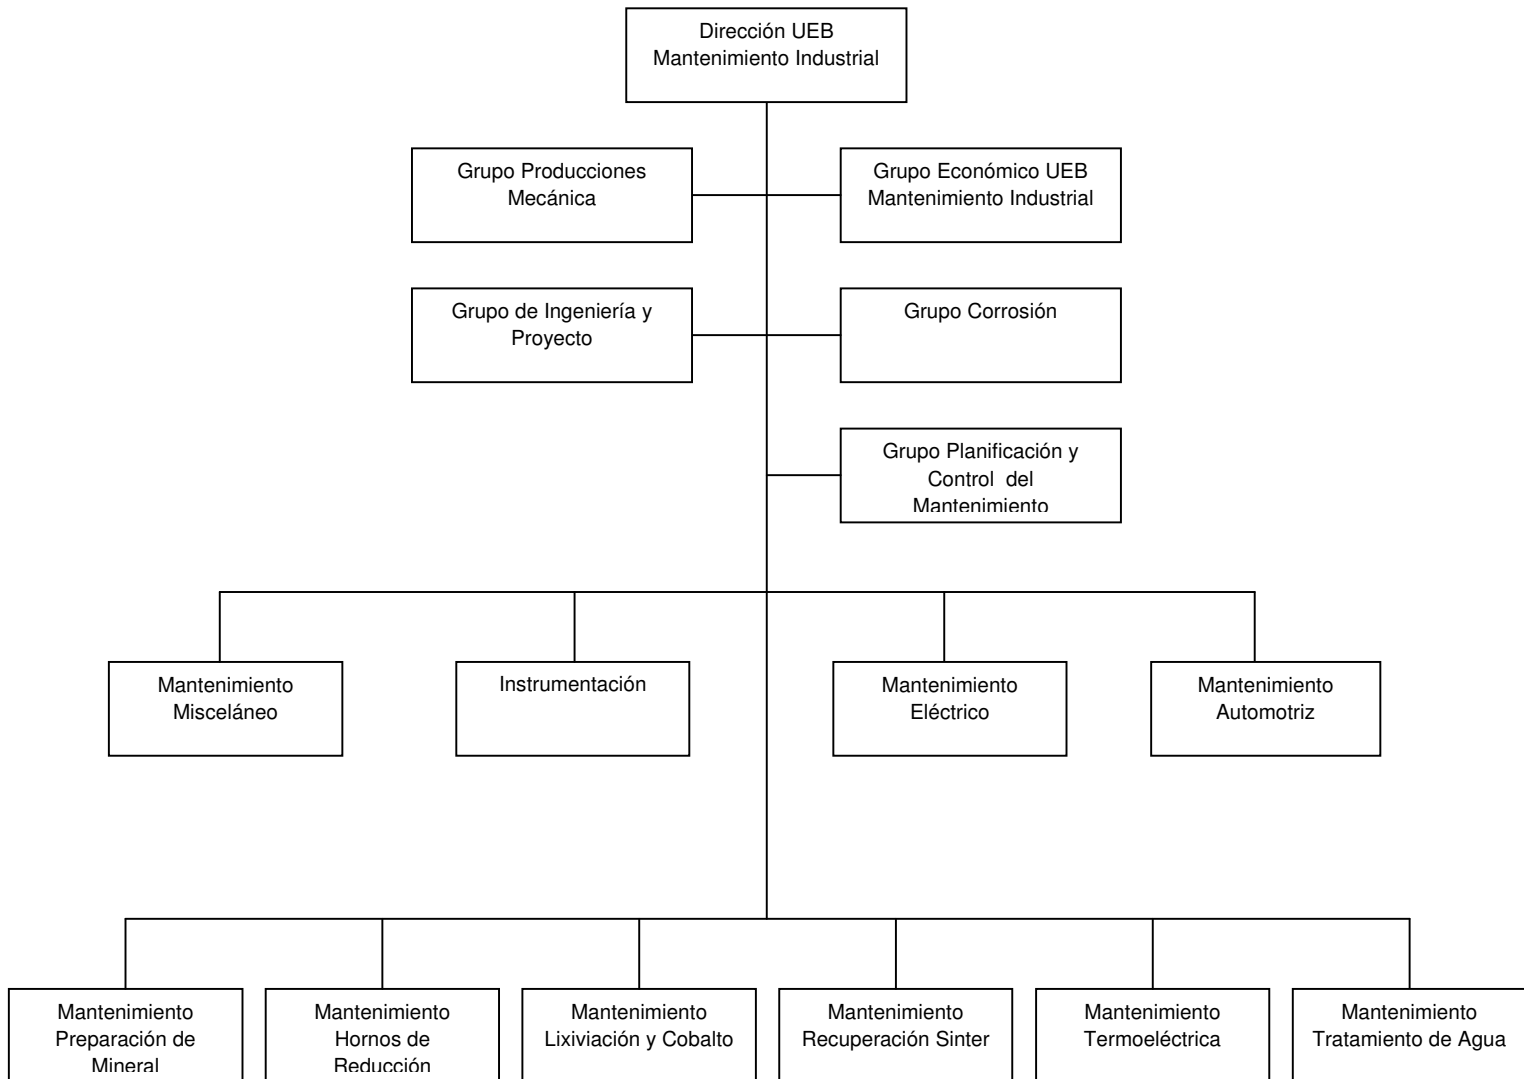 Dirección UEB
Mantenimiento Industrial
Grupo Producciones
Mecánica
Grupo Económico UEB
Mantenimiento Industrial
Grupo de Ingeniería y
Proyecto
Grupo Corrosión
Grupo Planificación y
Control del
Mantenimiento
Mantenimiento
Misceláneo
Instrumentación
Mantenimiento
Eléctrico
Mantenimiento
Automotriz
Mantenimiento
Preparación de
Mineral
Mantenimiento
Hornos de
Reducción
Mantenimiento
Lixiviación y Cobalto
Mantenimiento
Recuperación Sinter
Mantenimiento
Termoeléctrica
Mantenimiento
Tratamiento de Agua